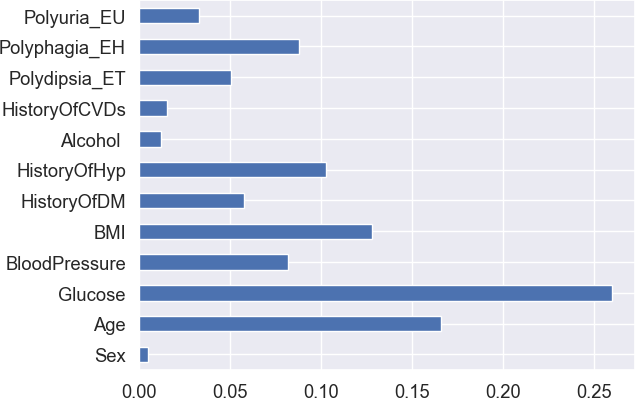 Polyuria_EU
Polyphagia_EH
Polydipsia_ET
HistoryOfCVDs
Alcohol
HistoryOfHyp
HistoryOfDM
BMI
BloodPressure
Glucose
Age
Sex
0.00 0.05 0.10 0.15 0.20 0.25